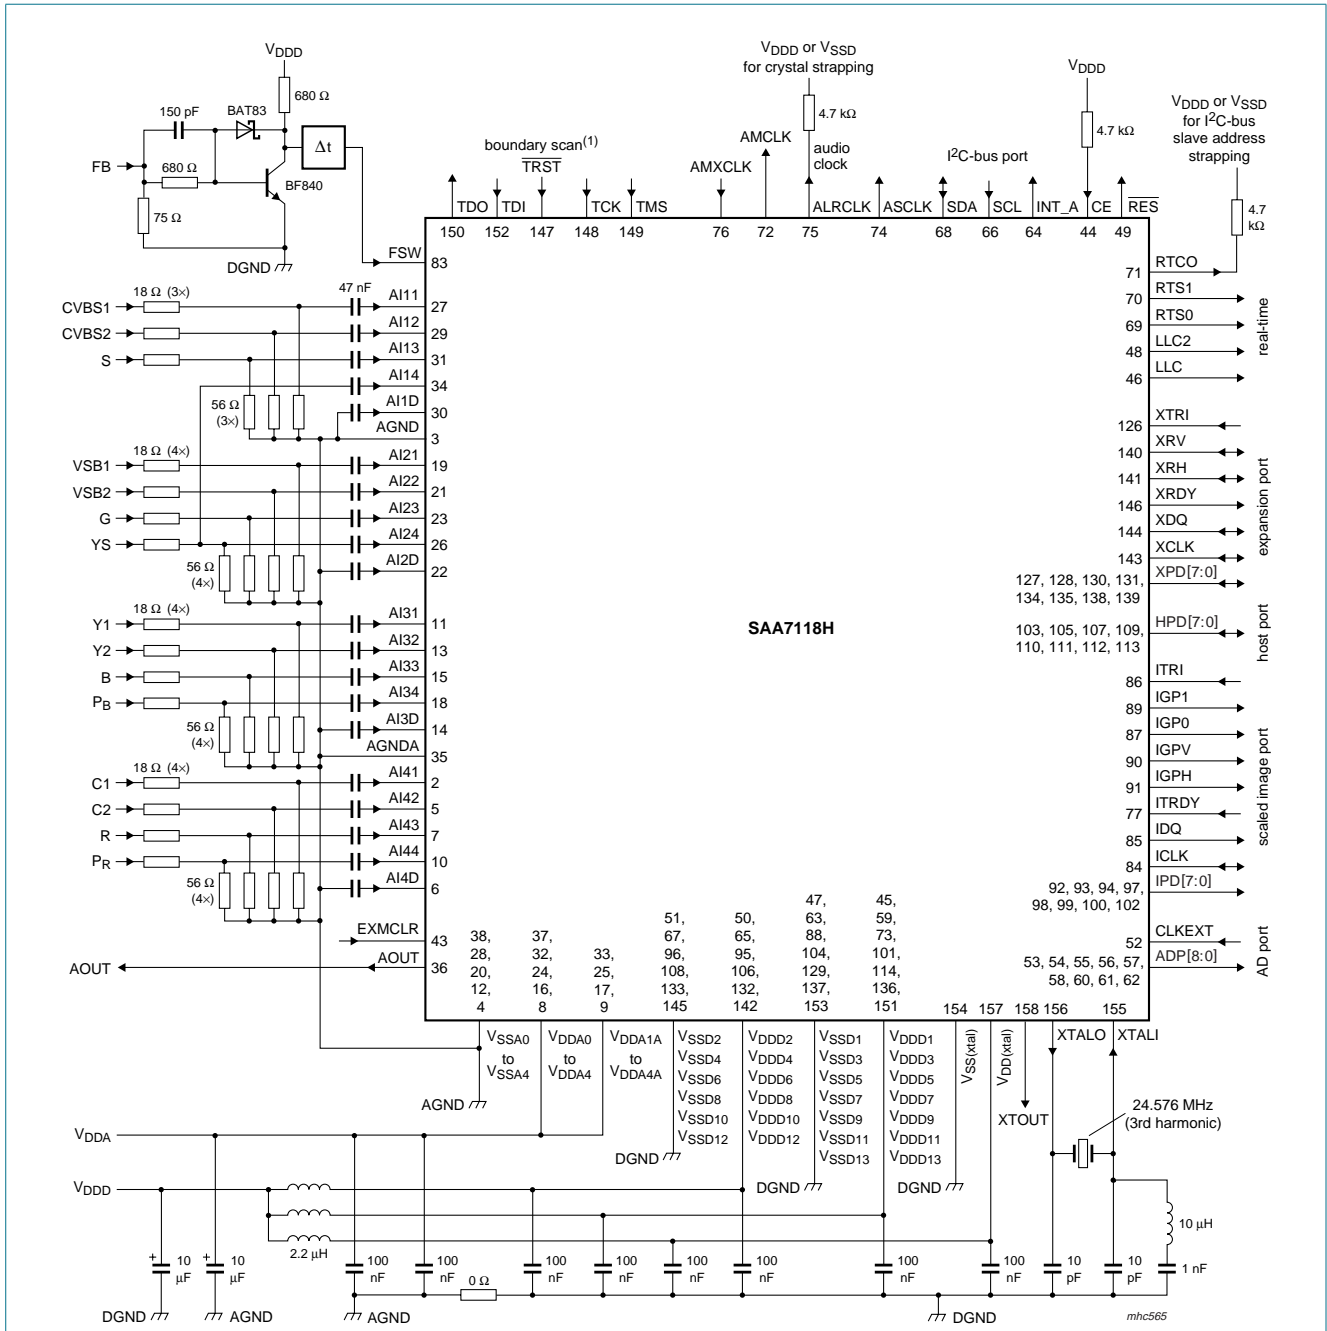 VDDD
680 Ω
150 pF
BAT83
Δt
FB
680 Ω
BF840
75 Ω
DGND
boundary scan(1)
TRST
TDO
TDI
TCK
TMS
150
152
147
148
149
VDDD or VSSD
for crystal strapping
4.7 kΩ
AMCLK
AMXCLK
audio
clock
ALRCLK
ASCLK
76
72
75
74
I2C-bus port
SDA
SCL
INT_A
CE
RES
68
66
64
44
49
VDDD
4.7 kΩ
VDDD or VSSD
for I2C-bus
slave address
strapping
4.7
kΩ
FSW
83
18 Ω (3×)
47 nF
CVBS1
AI11
27
CVBS2
AI12
29
S
AI13
31
AI14
34
56 Ω
(3×)
AI1D
30
AGND
3
18 Ω (4×)
VSB1
AI21
19
VSB2
AI22
21
G
AI23
23
YS
AI24
26
56 Ω
(4×)
AI2D
22
18 Ω (4×)
Y1
AI31
11
Y2
AI32
13
B
AI33
15
PB
AI34
18
56 Ω
(4×)
AI3D
14
AGNDA
35
18 Ω (4×)
C1
AI41
2
C2
AI42
5
R
AI43
7
PR
AI44
10
56 Ω
(4×)
AI4D
6
EXMCLR
43
AOUT
AOUT
36
SAA7118H
71
RTCO
70
RTS1
69
RTS0
48
LLC2
46
LLC
real-time
126
XTRI
140
XRV
141
XRH
146
XRDY
144
XDQ
143
XCLK
127, 128, 130, 131,
134, 135, 138, 139
XPD[7:0]
expansion port
103, 105, 107, 109,
110, 111, 112, 113
HPD[7:0]
host port
86
ITRI
89
IGP1
87
IGP0
90
IGPV
91
IGPH
77
ITRDY
85
IDQ
84
ICLK
92, 93, 94, 97,
98, 99, 100, 102
IPD[7:0]
scaled image port
52
CLKEXT
53, 54, 55, 56, 57,
58, 60, 61, 62
ADP[8:0]
AD port
38,
28,
20,
12,
4
37,
32,
24,
16,
8
33,
25,
17,
9
51,
67,
96,
108,
133,
145
50,
65,
95,
106,
132,
142
47,
63,
88,
104,
129,
137,
153
45,
59,
73,
101,
114,
136,
151
154
157
158
156
155
VSSA0
to
VSSA4
VDDA0
to
VDDA4
VDDA1A
to
VDDA4A
VSSD2
VSSD4
VSSD6
VSSD8
VSSD10
VSSD12
VDDD2
VDDD4
VDDD6
VDDD8
VDDD10
VDDD12
VSSD1
VSSD3
VSSD5
VSSD7
VSSD9
VSSD11
VSSD13
VDDD1
VDDD3
VDDD5
VDDD7
VDDD9
VDDD11
VDDD13
VSS(xtal)
VDD(xtal)
XTOUT
XTALO
XTALI
24.576 MHz
(3rd harmonic)
AGND
DGND
DGND
DGND
VDDA
VDDD
2.2 μH
10 μH
+
10
μF
+
10
μF
100
nF
100
nF
0 Ω
100
nF
100
nF
100
nF
100
nF
100
nF
100
nF
10
pF
10
pF
1 nF
DGND
AGND
AGND
DGND
mhc565